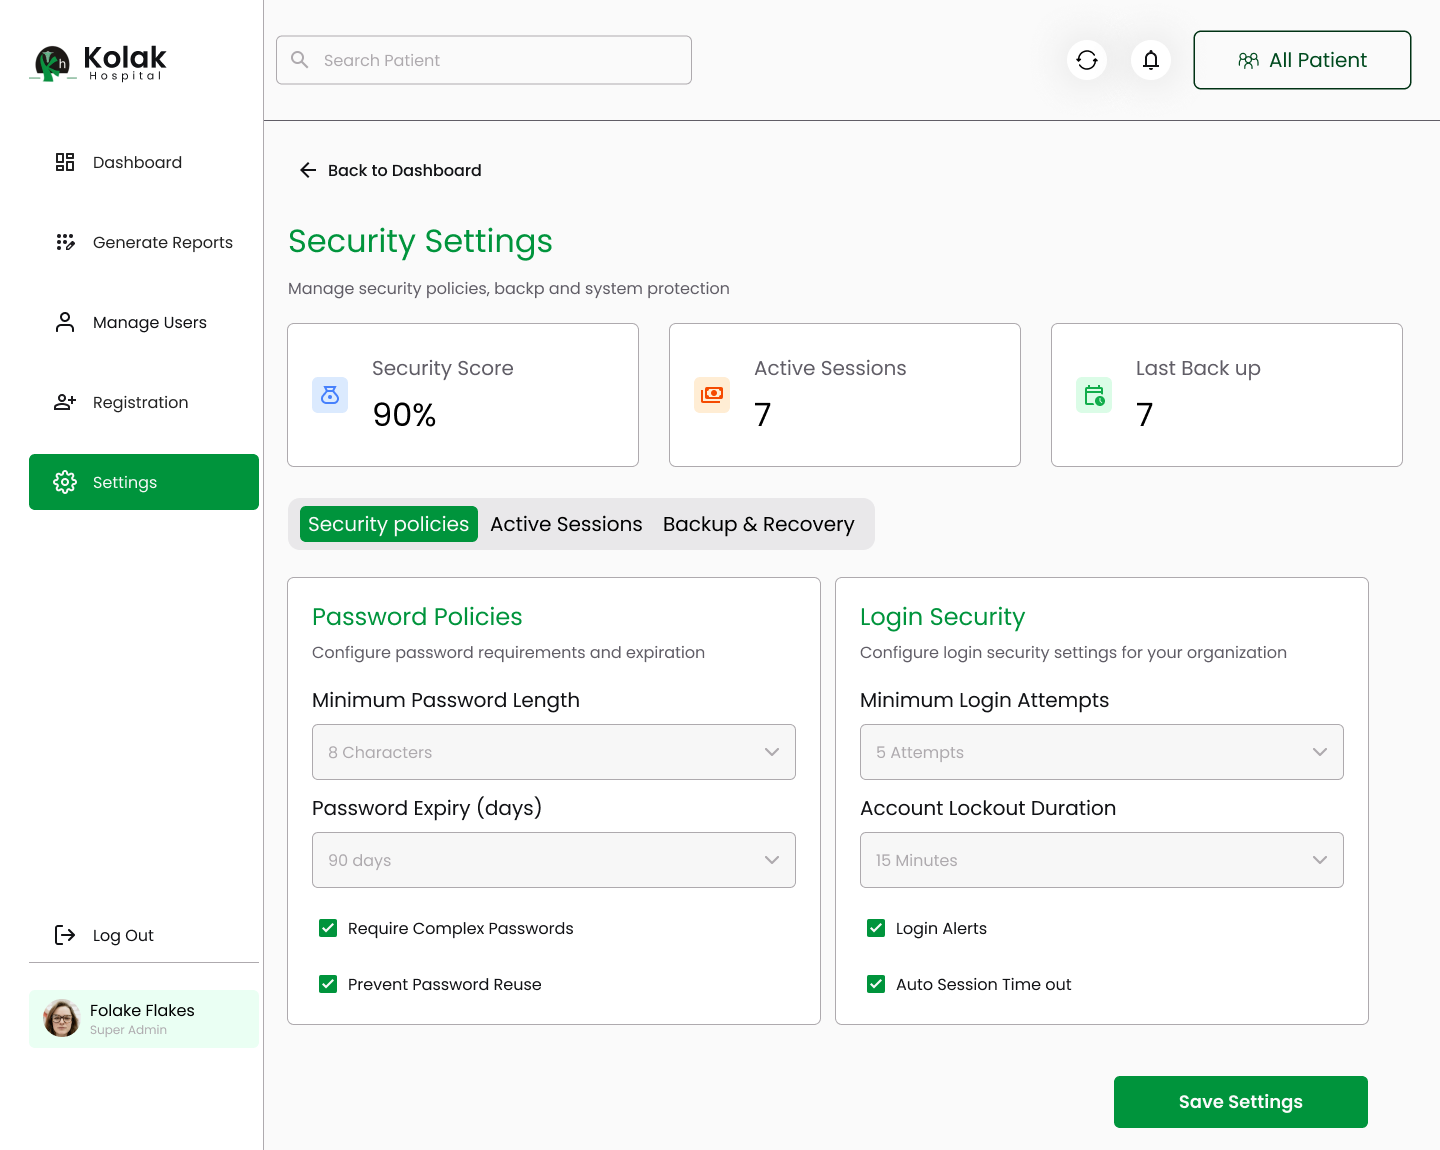 Kolak
Hospital
Search Patient
All Patient
Dashboard
Generate Reports
Manage Users
Registration
Settings
Log Out
Folake Flakes
Super Admin
Back to Dashboard
Security Settings
Manage security policies, backp and system protection
Security Score
90%
Active Sessions
7
Last Back up
7
Security policies
Active Sessions
Backup & Recovery
Password Policies
Configure password requirements and expiration
Minimum Password Length
8 Characters
Password Expiry (days)
90 days
Require Complex Passwords
Prevent Password Reuse
Login Security
Configure login security settings for your organization
Minimum Login Attempts
5 Attempts
Account Lockout Duration
15 Minutes
Login Alerts
Auto Session Time out
Save Settings